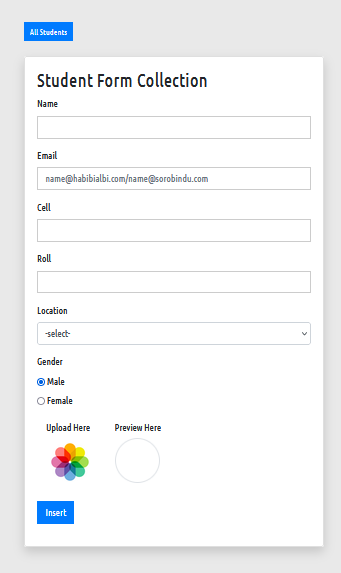 All Students
Student Form Collection
Name
Email
name@habibialbi.com/name@sorobindu.com
Cell
Roll
Location
-select-
Gender
Male
Female
Upload Here Preview Here
Insert